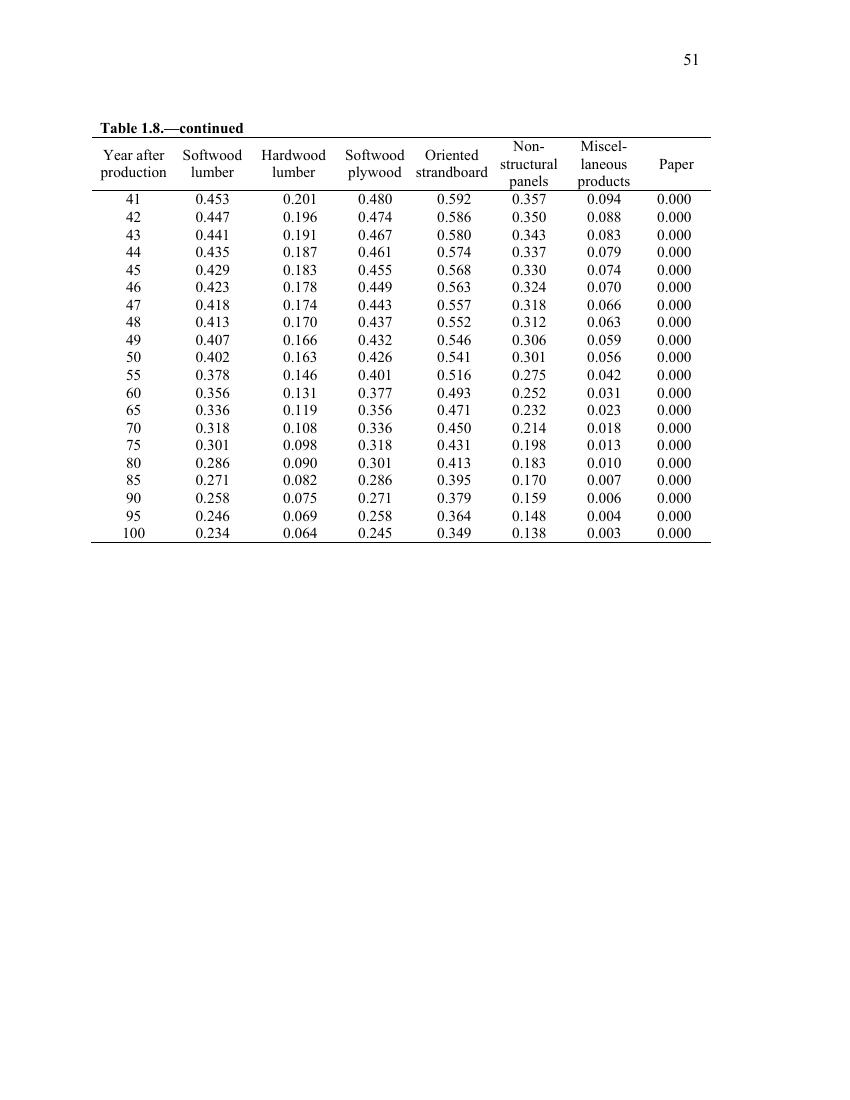 51
Table 1.8.—continued
Year after production Softwood lumber Hardwood lumber Softwood plywood Oriented strandboard Non-structural panels Miscel-laneous products Paper
41 0.453 0.201 0.480 0.592 0.357 0.094 0.000
42 0.447 0.196 0.474 0.586 0.350 0.088 0.000
43 0.441 0.191 0.467 0.580 0.343 0.083 0.000
44 0.435 0.187 0.461 0.574 0.337 0.079 0.000
45 0.429 0.183 0.455 0.568 0.330 0.074 0.000
46 0.423 0.178 0.449 0.563 0.324 0.070 0.000
47 0.418 0.174 0.443 0.557 0.318 0.066 0.000
48 0.413 0.170 0.437 0.552 0.312 0.063 0.000
49 0.407 0.166 0.432 0.546 0.306 0.059 0.000
50 0.402 0.163 0.426 0.541 0.301 0.056 0.000
55 0.378 0.146 0.401 0.516 0.275 0.042 0.000
60 0.356 0.131 0.377 0.493 0.252 0.031 0.000
65 0.336 0.119 0.356 0.471 0.232 0.023 0.000
70 0.318 0.108 0.336 0.450 0.214 0.018 0.000
75 0.301 0.098 0.318 0.431 0.198 0.013 0.000
80 0.286 0.090 0.301 0.413 0.183 0.010 0.000
85 0.271 0.082 0.286 0.395 0.170 0.007 0.000
90 0.258 0.075 0.271 0.379 0.159 0.006 0.000
95 0.246 0.069 0.258 0.364 0.148 0.004 0.000
100 0.234 0.064 0.245 0.349 0.138 0.003 0.000